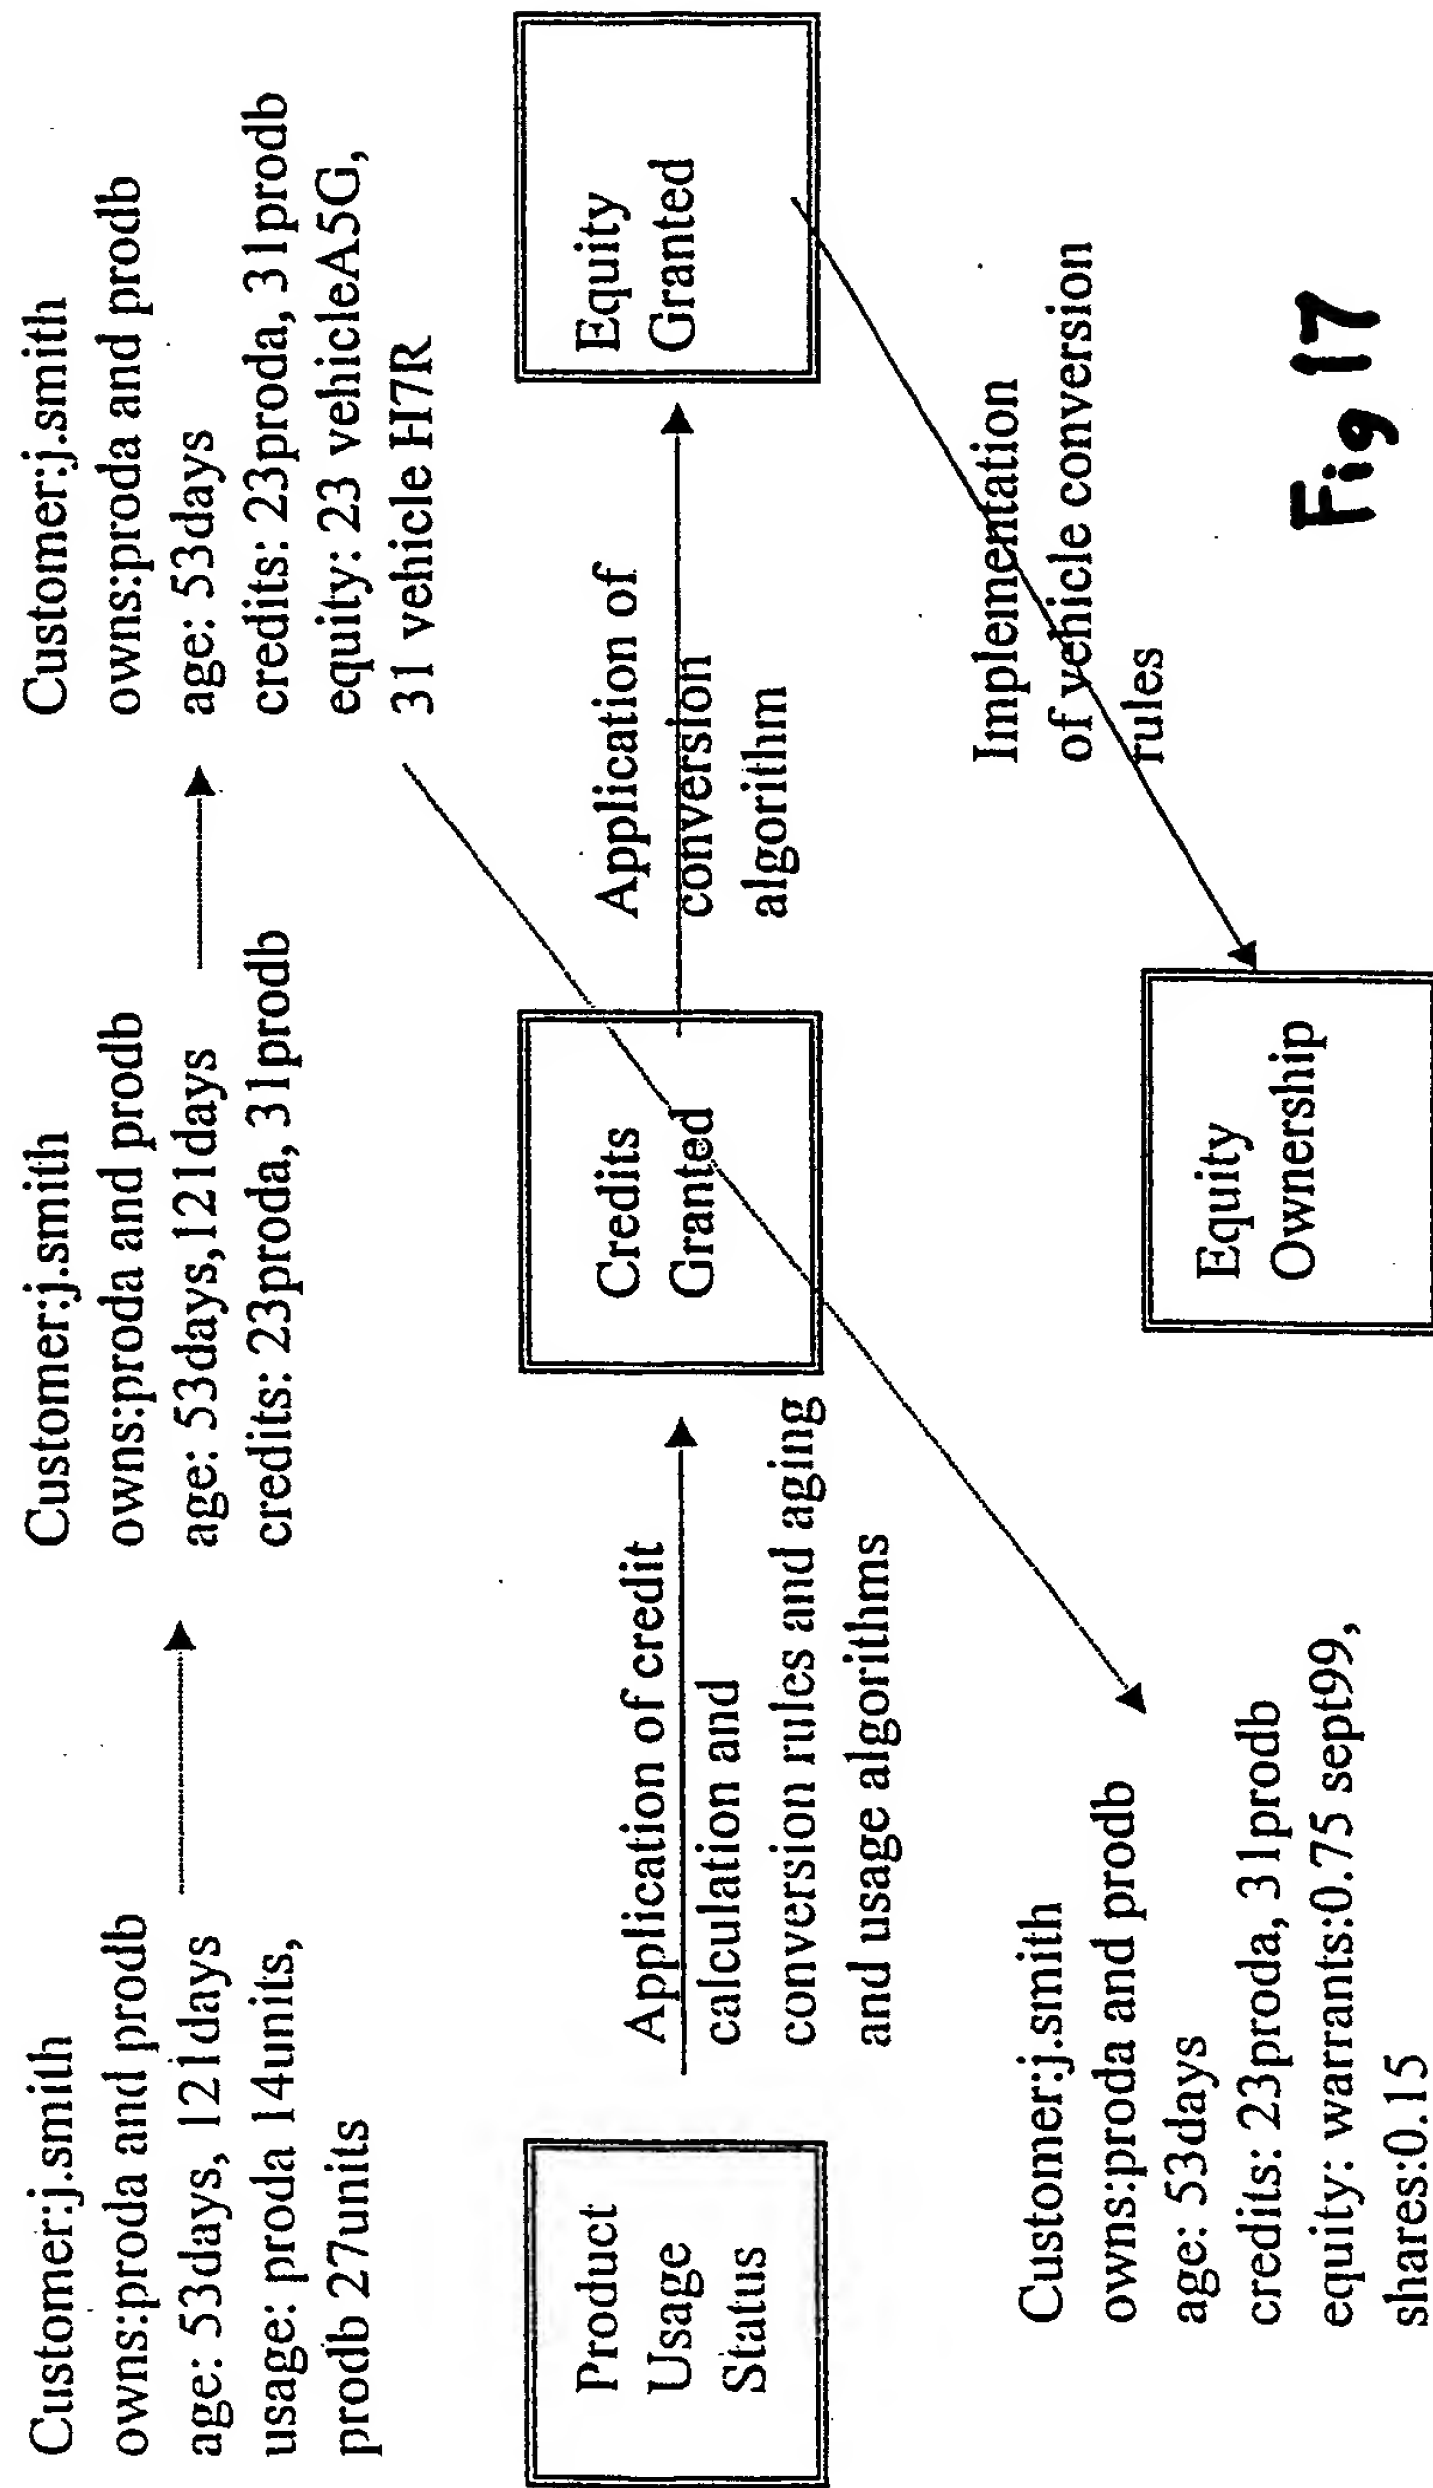 Customer:j.smith
owns:proda and prodb
age: 53days, 121days
usage: proda 14units,
prodb 27units
Customer:j.smith
owns:proda and prodb
age: 53days,121days
credits: 23proda, 31prodb
Customer:j.smith
owns:proda and prodb
age: 53days
credits: 23proda, 31prodb
equity: 23 vehicleA5G,
31 vehicle H7R
Product
Usage
Status
Application of credit
calculation and
conversion rules and aging
and usage algorithms
Credits
Granted
Application of
conversion
algorithm
Equity
Granted
Implementation
of vehicle conversion
rules
Customer:j.smith
owns:proda and prodb
age: 53days
credits: 23proda, 31prodb
equity: warrants:0.75 sept99,
shares:0.15
Equity
Ownership
Fig 17